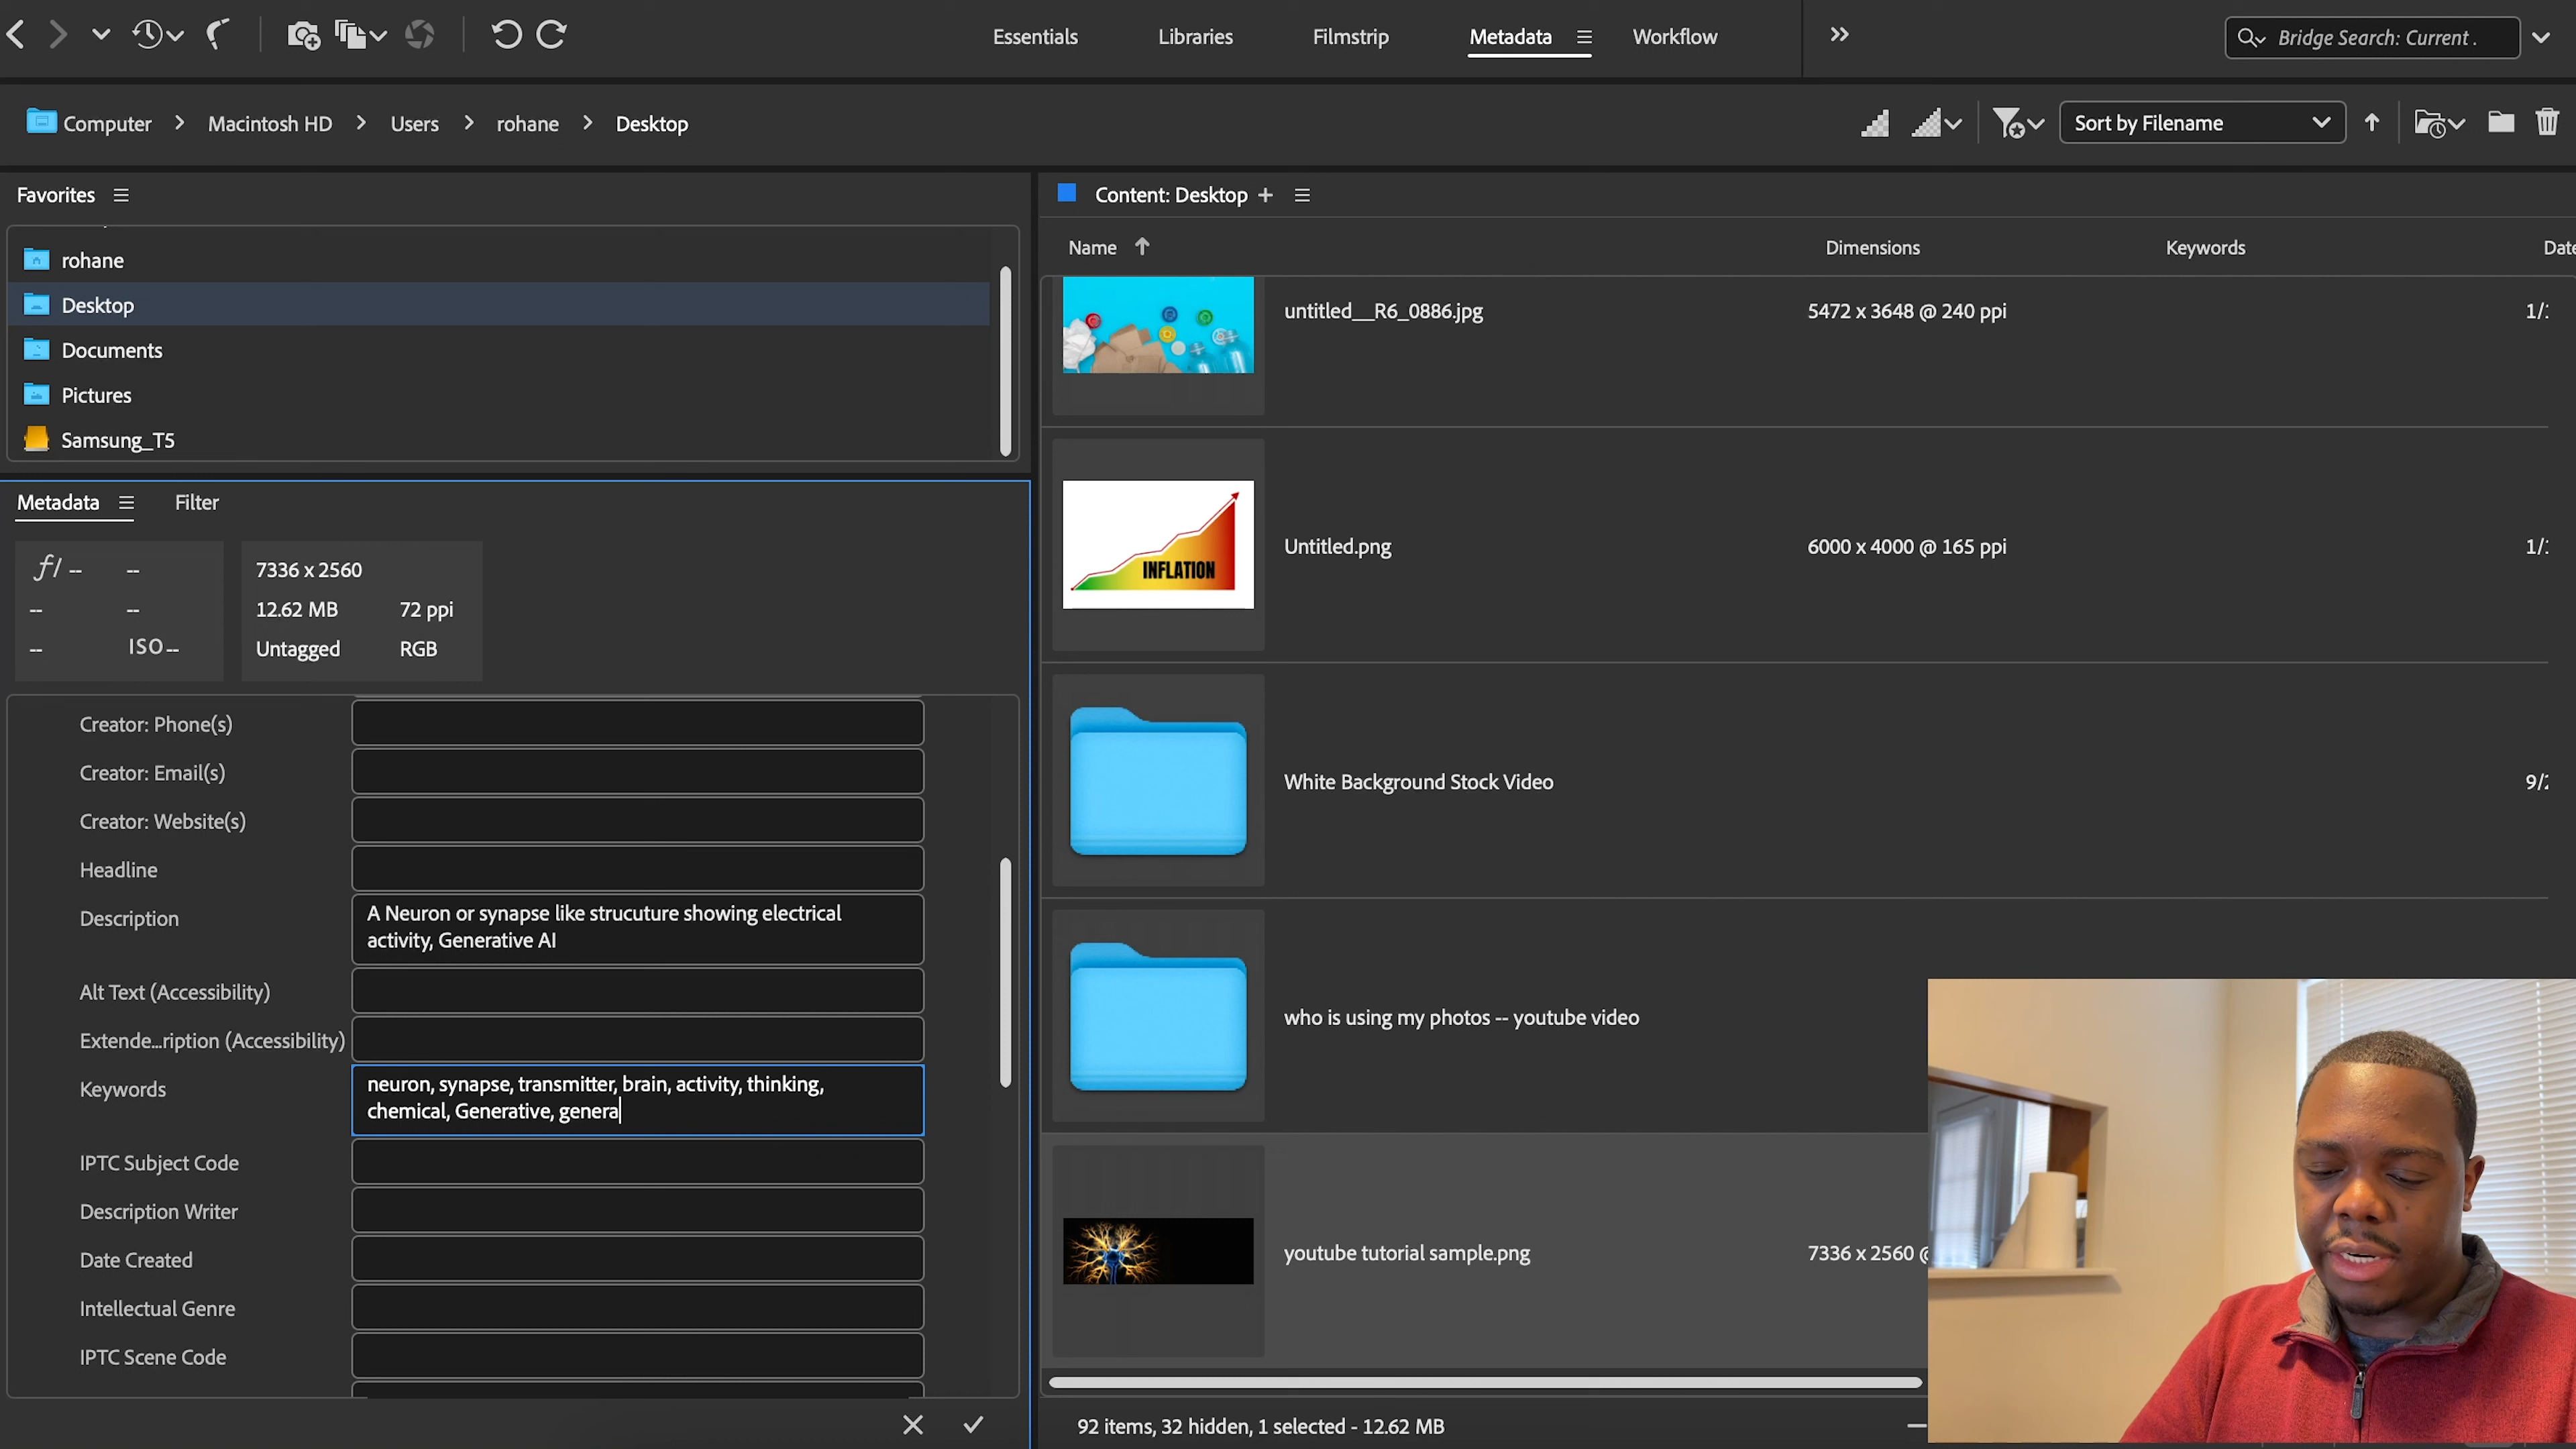 Essentials Libraries Filmstrip Metadata Workflow Bridge Search: Current .
Computer Macintosh HD Users rohane Desktop Sort by Filename
Favorites
rohane
Desktop
Documents
Pictures
Samsung_T5
Metadata Filter
f/ -- --
-- --
-- ISO --
7336 x 2560
12.62 MB 72 ppi
Untagged RGB
Creator: Phone(s)
Creator: Email(s)
Creator: Website(s)
Headline
Description
A Neuron or synapse like strucuture showing electrical
activity, Generative AI
Alt Text (Accessibility)
Extende...ription (Accessibility)
Keywords
neuron, synapse, transmitter, brain, activity, thinking,
chemical, Generative, genera
IPTC Subject Code
Description Writer
Date Created
Intellectual Genre
IPTC Scene Code
Content: Desktop
Name Dimensions Keywords Date
untitled__R6_0886.jpg 5472 x 3648 @ 240 ppi 1/
INFLATION
Untitled.png 6000 x 4000 @ 165 ppi 1/
White Background Stock Video 9/
who is using my photos -- youtube video
youtube tutorial sample.png 7336 x 2560 @
92 items, 32 hidden, 1 selected - 12.62 MB